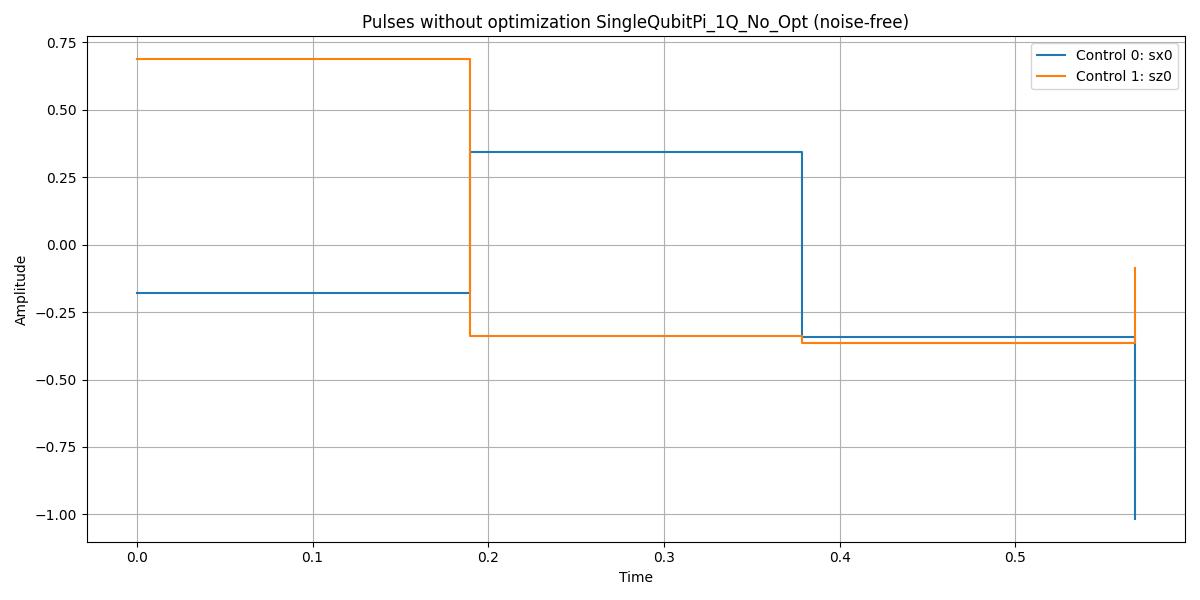 Pulses without optimization SingleQubitPi_1Q_No_Opt (noise-free)
Control 0: sx0
Control 1: sz0
Amplitude
0.75
0.50
0.25
0.00
−0.25
−0.50
−0.75
−1.00
0.0 0.1 0.2 0.3 0.4 0.5
Time